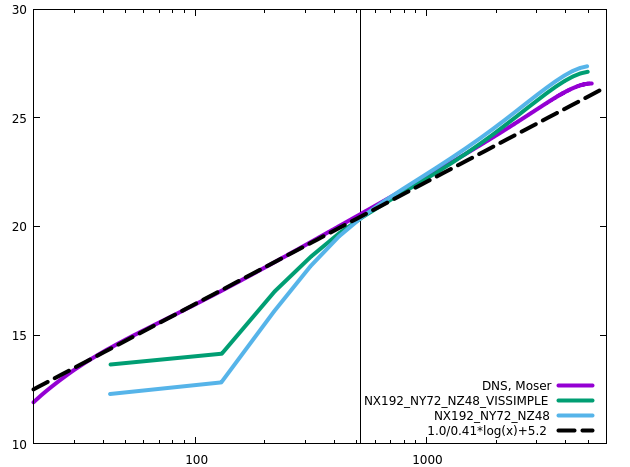 30
25
20
15
10
100
1000
DNS, Moser
NX192_NY72_NZ48_VISSIMPLE
NX192_NY72_NZ48
1.0/0.41*log(x)+5.2